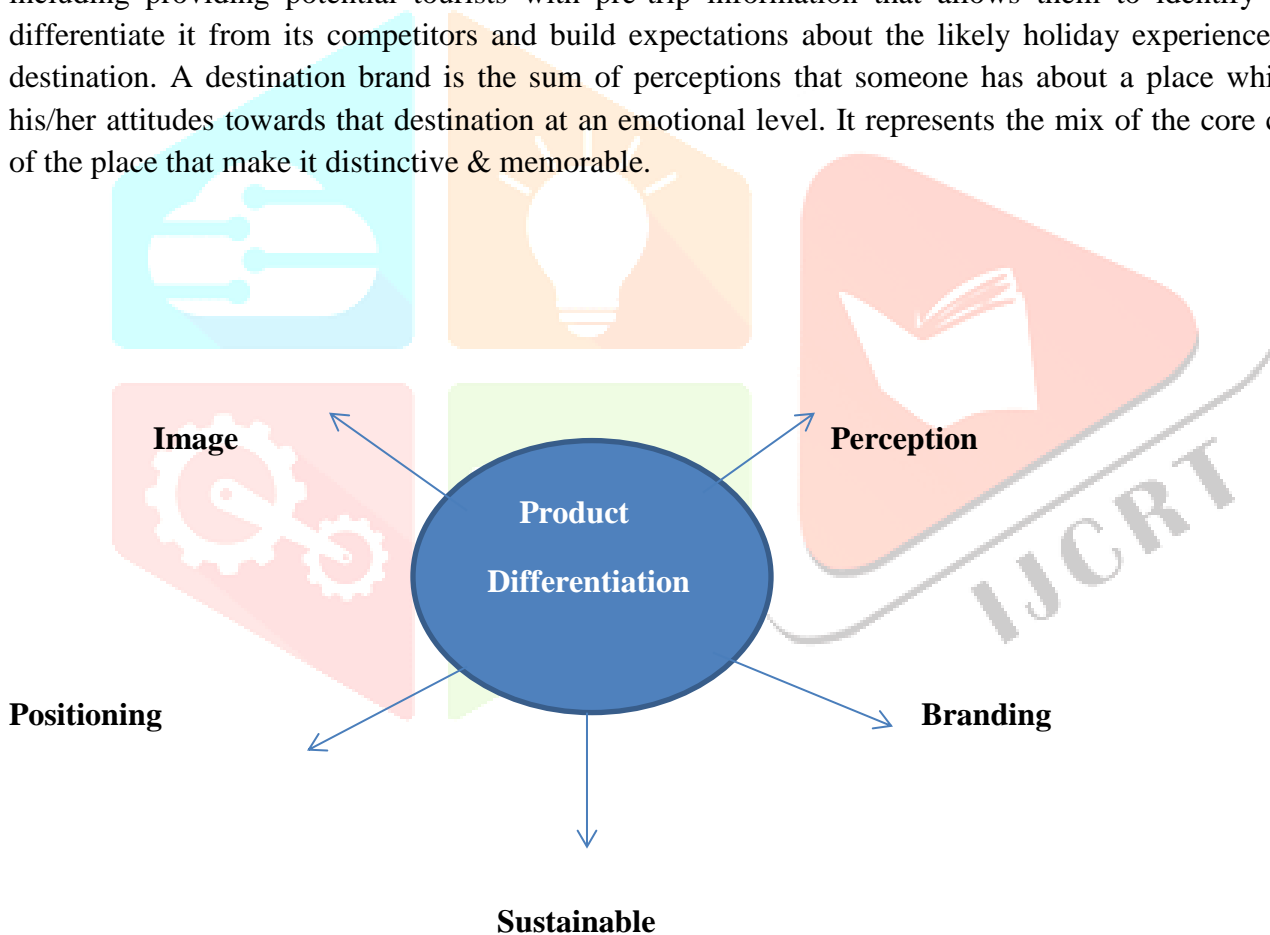 including providing potential tourists with pre-trip information that allows them to identify
differentiate it from its competitors and build expectations about the likely holiday experience
destination. A destination brand is the sum of perceptions that someone has about a place
his/her attitudes towards that destination at an emotional level. It represents the mix of the core
of the place that make it distinctive & memorable.
Image
Perception
Product
Differentiation
IJCRT
Positioning
Branding
Sustainable